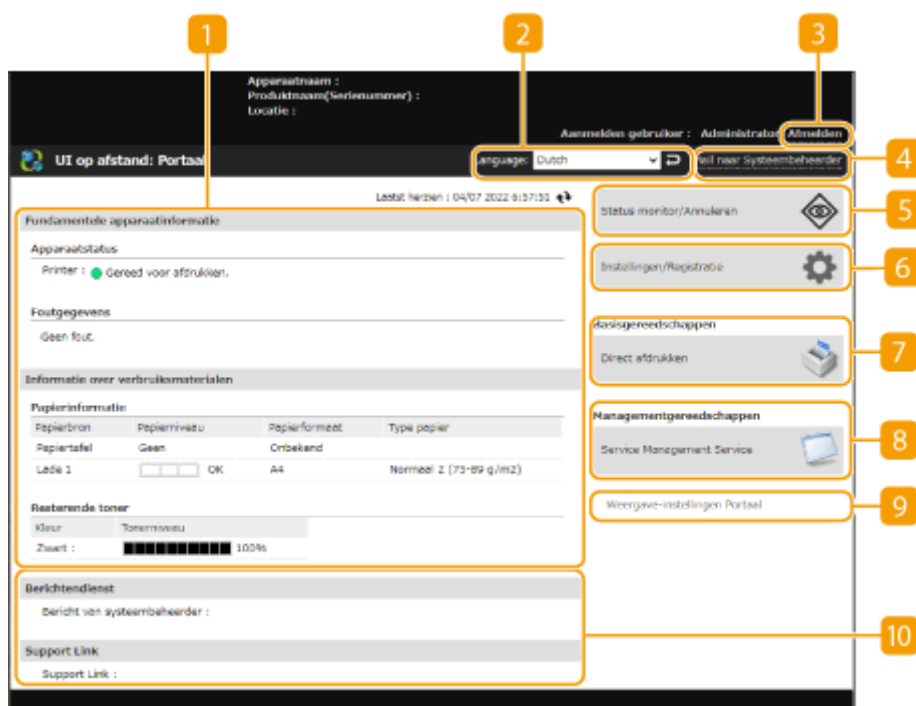 1
2
3
Apparaatnaam :
Produktnaam(Serienummer) :
Locatie :
Aanmelden gebruiker : Administrator Afmelden
UI op afstand: Portaal
Language: Dutch
Mail naar Systeembeheerder
4
Laatst herzien : 04/07 2022 6:57:51
Fundamentele apparaatinformatie
Status monitor/Annuleren
5
Apparaatstatus
Printer : Gereed voor afdrukken.
Instellingen/Registratie
6
Foutgegevens
Geen fout.
Basisgereedschappen
Direct afdrukken
7
Informatie over verbruiksmaterialen
Papierinformatie
Papierbron Papierniveau Papierformaat Type papier
Papiertafel Geen Onbekend
Lade 1 OK A4 Normaal 2 (75-89 g/m2)
Managementgereedschappen
Service Management Service
8
Resterende toner
Kleur Tonerniveau
Zwart : 100%
Weergave-instellingen Portaal
9
Berichtendienst
Bericht van systeembeheerder :
10
Support Link
Support Link :